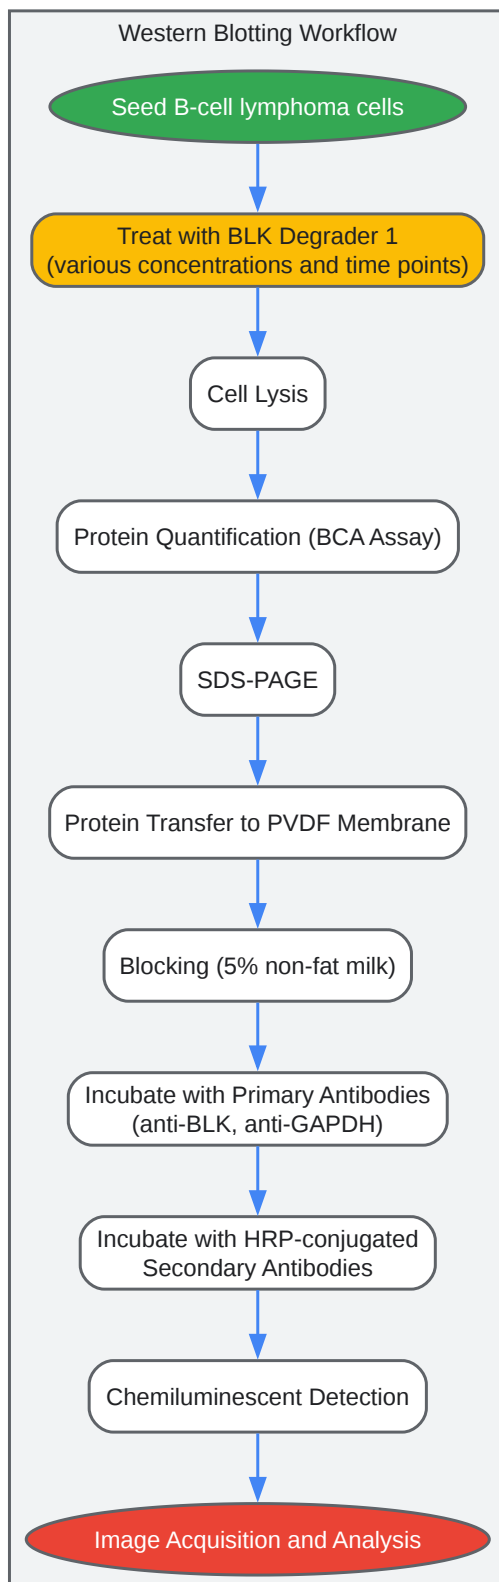 Western Blotting Workflow
Seed B-cell lymphoma cells
Treat with BLK Degrader 1
(various concentrations and time points)
Cell Lysis
Protein Quantification (BCA Assay)
SDS-PAGE
Protein Transfer to PVDF Membrane
Blocking (5% non-fat milk)
Incubate with Primary Antibodies
(anti-BLK, anti-GAPDH)
Incubate with HRP-conjugated
Secondary Antibodies
Chemiluminescent Detection
Image Acquisition and Analysis